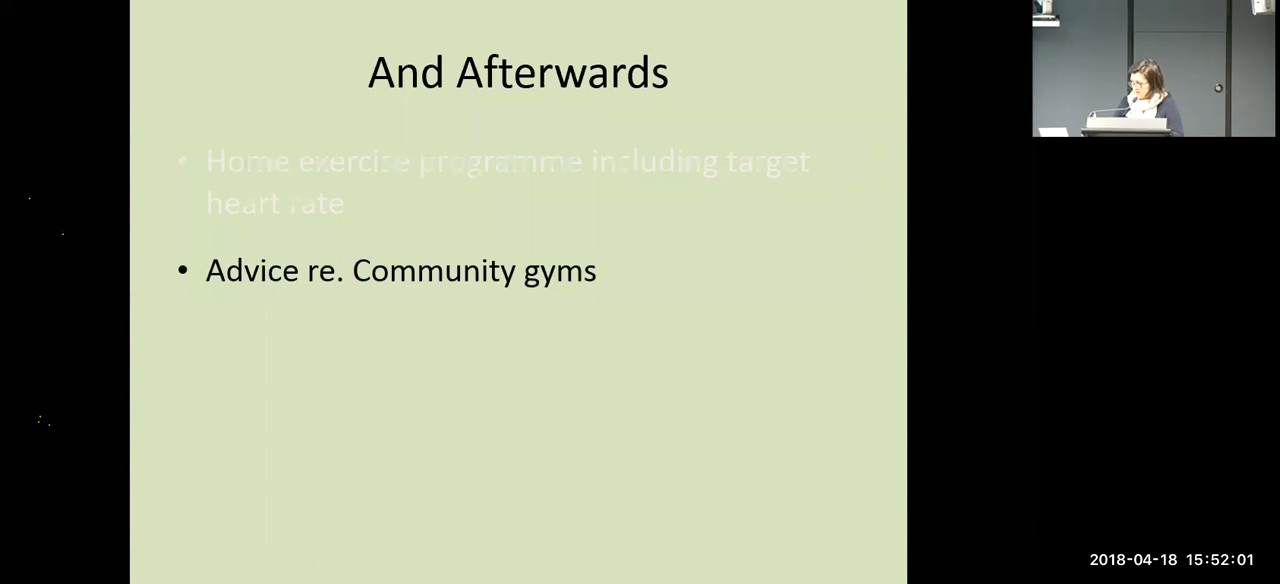 And Afterwards
• Home exercise programme including target
heart rate
• Advice re. Community gyms
2018-04-18 15:52:01